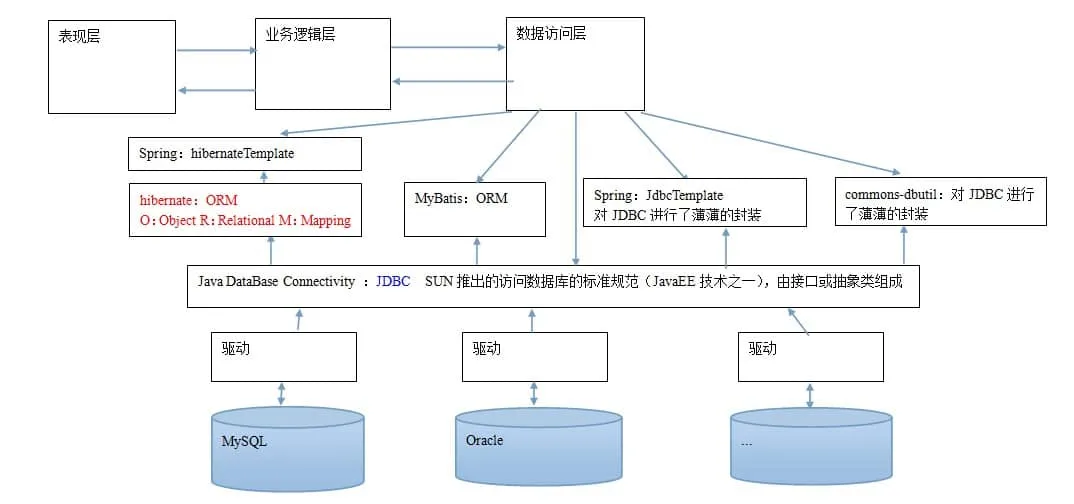 表现层
业务逻辑层
数据访问层
Spring：hibernateTemplate
hibernate：ORM
O：Object R：Relational M：Mapping
MyBatis：ORM
Spring：JdbcTemplate
对 JDBC 进行了薄薄的封装
commons-dbutil：对 JDBC 进行
了薄薄的封装
Java DataBase Connectivity ：JDBC SUN 推出的访问数据库的标准规范（JavaEE 技术之一），由接口或抽象类组成
驱动
驱动
驱动
MySQL
Oracle
...